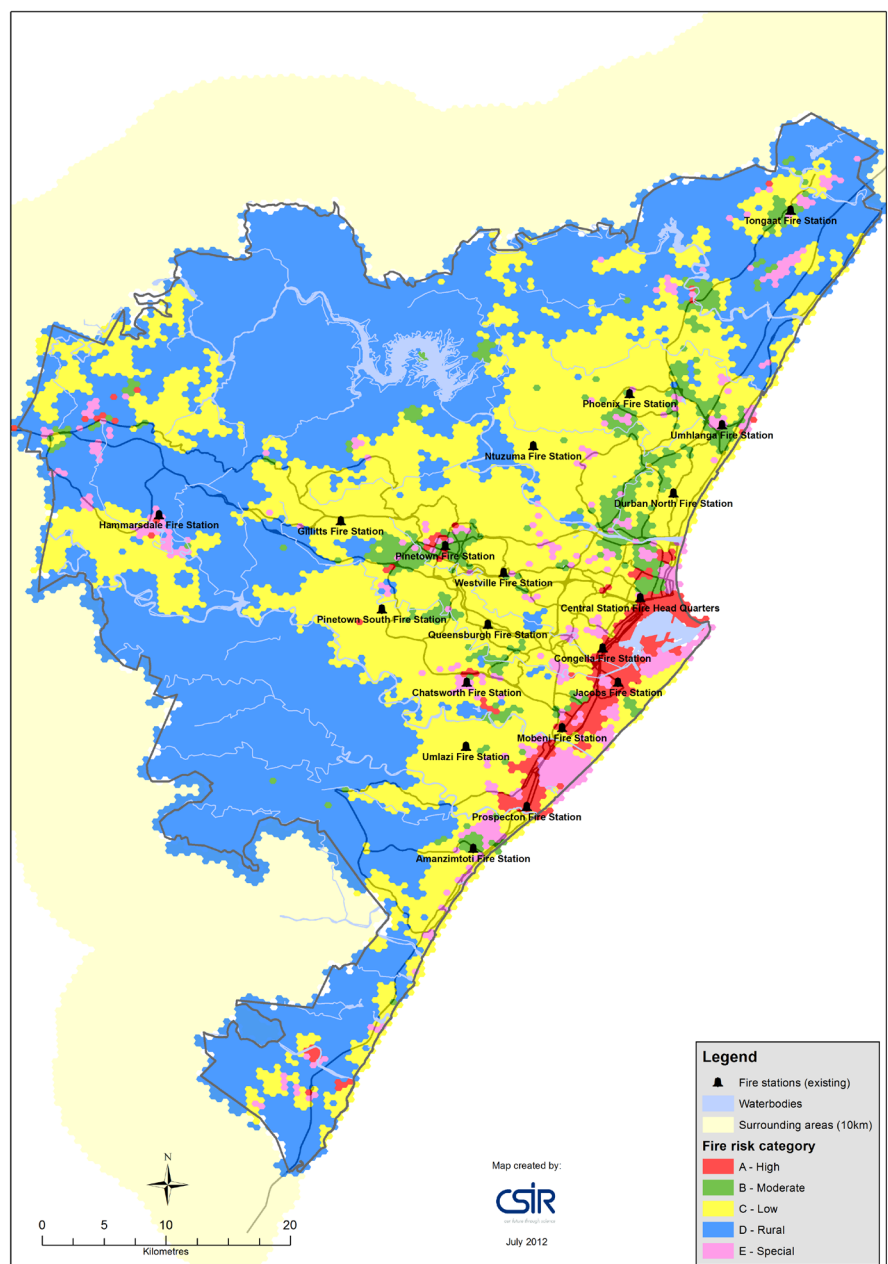 Tongaat Fire Station
Phoenix Fire Station
Umhlanga Fire Station
Ntuzuma Fire Station
Durban North Fire Station
Hammarsdale Fire Station
Gillitts Fire Station
Pinetown Fire Station
Westville Fire Station
Central Station Fire Head Quarters
Pinetown South Fire Station
Queensburgh Fire Station
Congella Fire Station
Chatsworth Fire Station
Jacobs Fire Station
Mobeni Fire Station
Umlazi Fire Station
Prospecton Fire Station
Amanzimtoti Fire Station
Legend
Fire stations (existing)
Waterbodies
Surrounding areas (10km)
Fire risk category
A - High
B - Moderate
C - Low
D - Rural
E - Special
N
0 5 10 20
Kilometres
Map created by:
CSIR
our future through science
July 2012